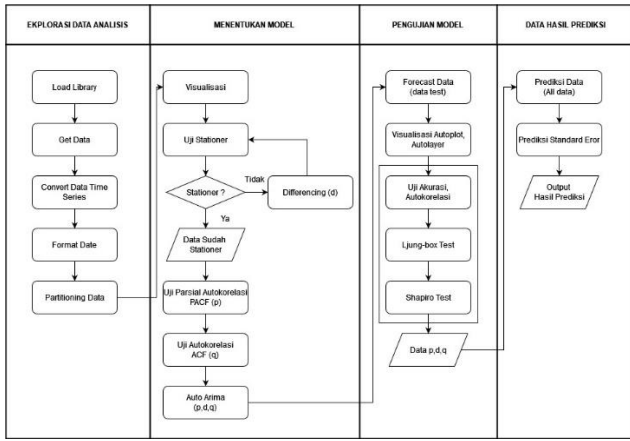 EKPLORASI DATA ANALISIS
Load Library
Get Data
Convert Data Time
Series
Format Date
Partitioning Data
MENENTUKAN MODEL
Visualisasi
Uji Stationer
Stationer ?
Tidak
Differencing (d)
Ya
Data Sudah
Stationer
Uji Parsial Autokorelasi
PACF (p)
Uji Autokorelasi
ACF (q)
Auto Arima
(p,d,q)
PENGUJIAN MODEL
Forecast Data
(data test)
Visualisasi Autoplot,
Autolayer
Uji Akurasi,
Autokorelasi
Ljung-box Test
Shapiro Test
Data p,d,q
DATA HASIL PREDIKSI
Prediksi Data
(All data)
Prediksi Standard Eror
Output
Hasil Prediksi